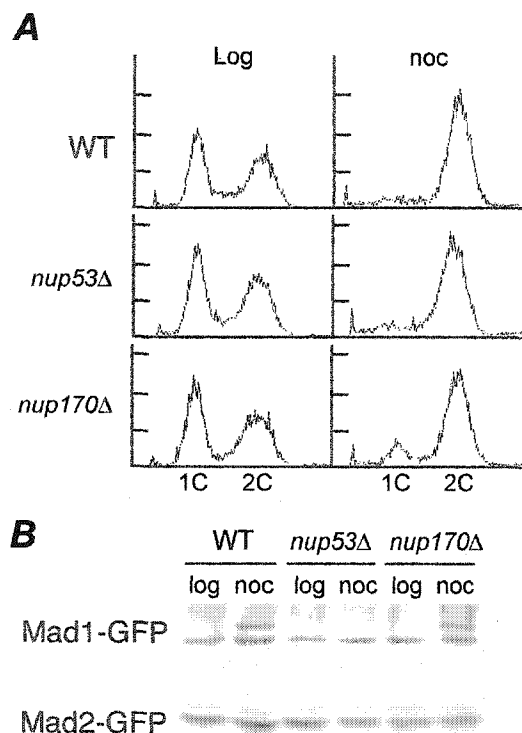 A
Log noc
WT
nup53Δ
nup170Δ
1C 2C 1C 2C
B
WT nup53Δ nup170Δ
log noc log noc log noc
Mad1-GFP
Mad2-GFP